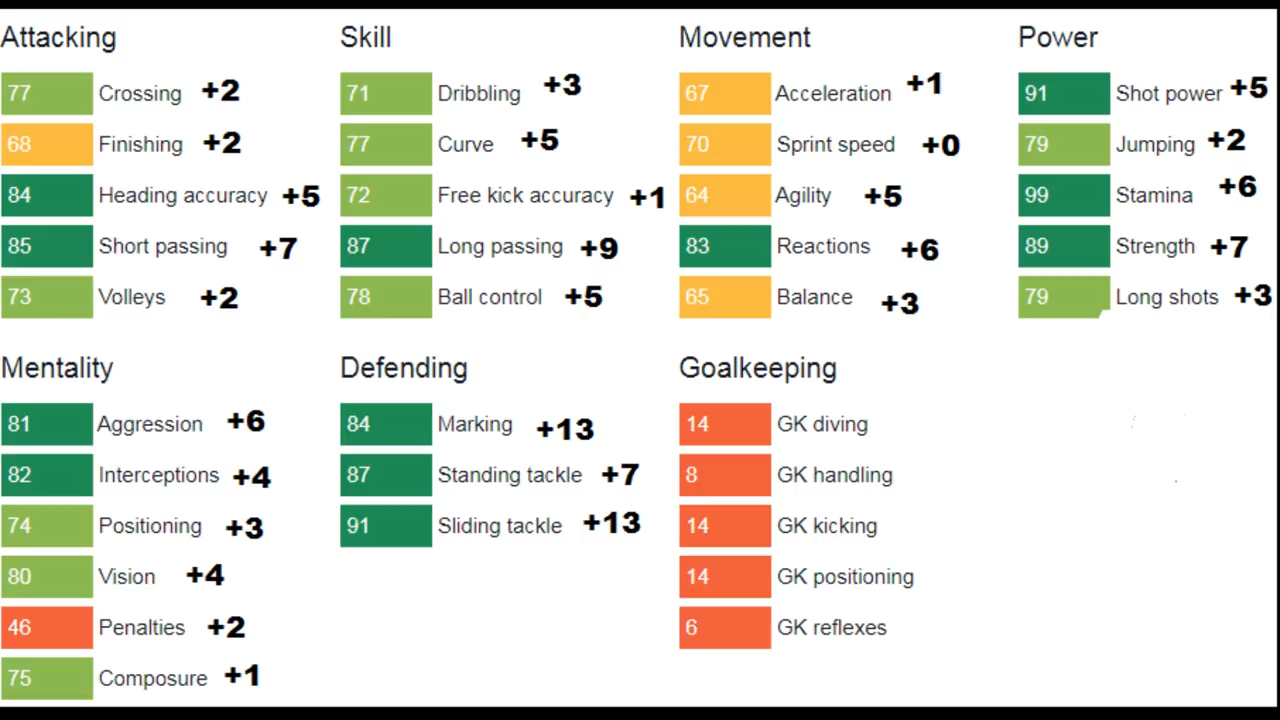 Attacking
77 Crossing +2
68 Finishing +2
84 Heading accuracy +5
85 Short passing +7
73 Volleys +2
Skill
71 Dribbling +3
77 Curve +5
72 Free kick accuracy +1
87 Long passing +9
78 Ball control +5
Movement
67 Acceleration +1
70 Sprint speed +0
64 Agility +5
83 Reactions +6
65 Balance +3
Power
91 Shot power +5
79 Jumping +2
99 Stamina +6
89 Strength +7
79 Long shots +3
Mentality
81 Aggression +6
82 Interceptions +4
74 Positioning +3
80 Vision +4
46 Penalties +2
75 Composure +1
Defending
84 Marking +13
87 Standing tackle +7
91 Sliding tackle +13
Goalkeeping
14 GK diving
8 GK handling
14 GK kicking
14 GK positioning
6 GK reflexes